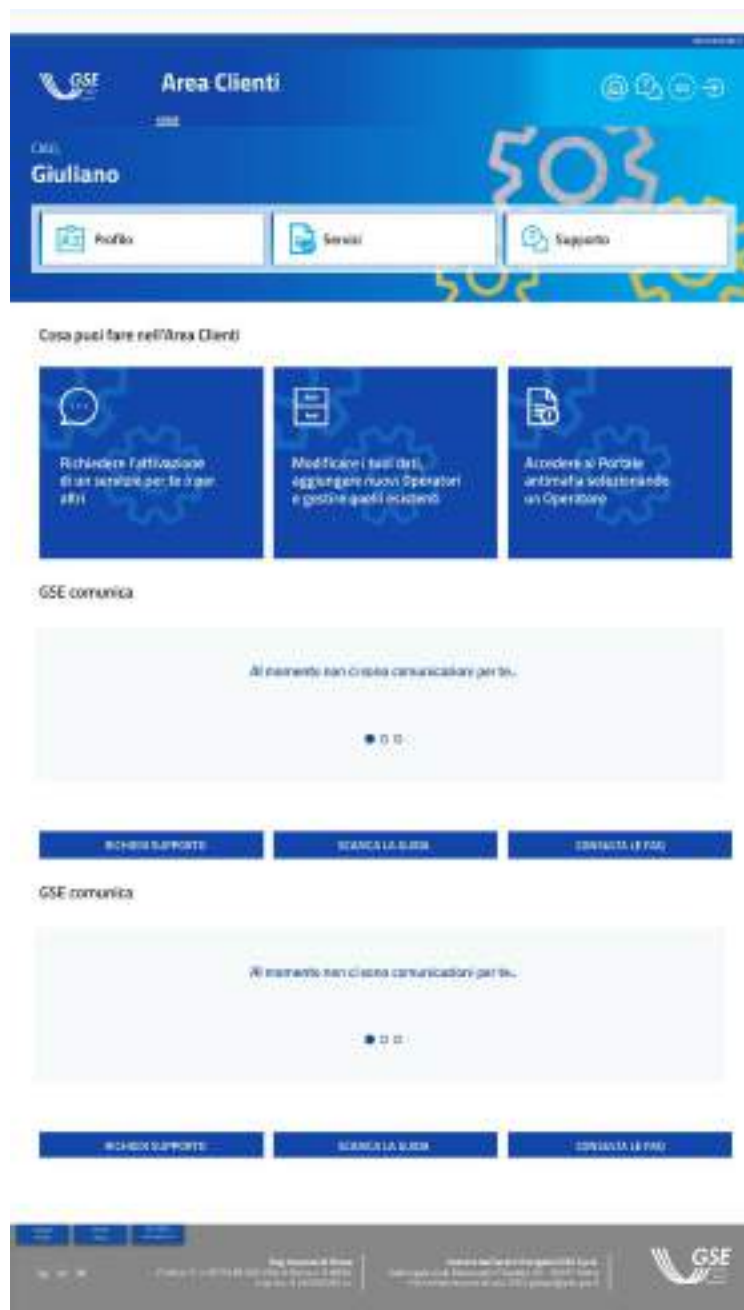 GSE
Area Clienti
Ciao,
Giuliano
Profilo
Servizi
Supporto
Cosa puoi fare nell'Area Clienti
Richiedere l'attivazione
di un servizio per te o per
altri
Modificare i tuoi dati,
aggiungere nuovi Operatori
e gestire quelli esistenti
Accedere al Portale
antimafia selezionando
un Operatore
GSE comunica
Al momento non ci sono comunicazioni per te..
RICHIEDI SUPPORTO
SCARICA LA GUIDA
CONSULTA LE FAQ
GSE comunica
Al momento non ci sono comunicazioni per te..
RICHIEDI SUPPORTO
SCARICA LA GUIDA
CONSULTA LE FAQ
GSE